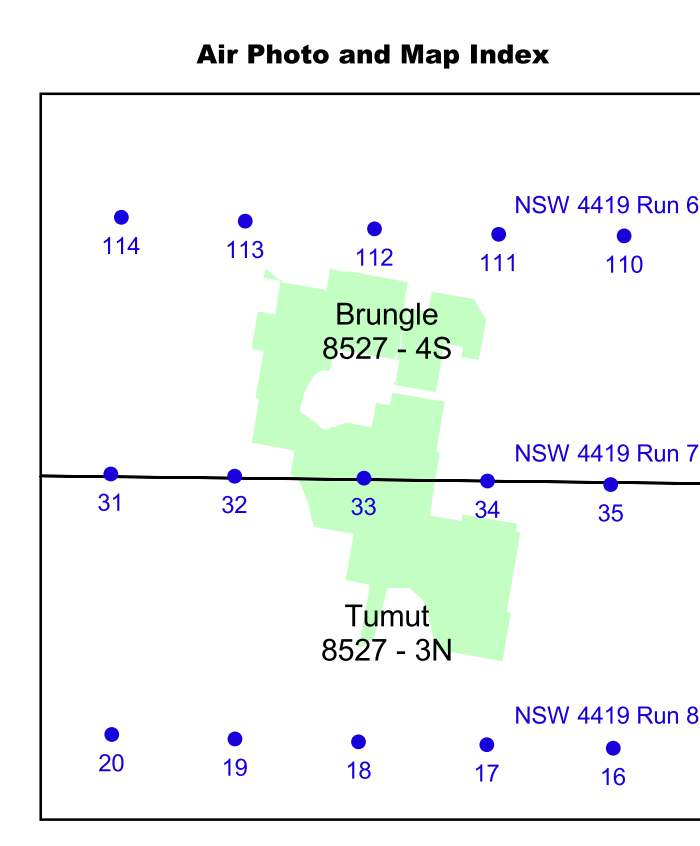 Air Photo and Map Index
NSW 4419 Run 6
114 113 112 111 110
Brungle
8527 - 4S
NSW 4419 Run 7
31 32 33 34 35
Tumut
8527 - 3N
NSW 4419 Run 8
20 19 18 17 16